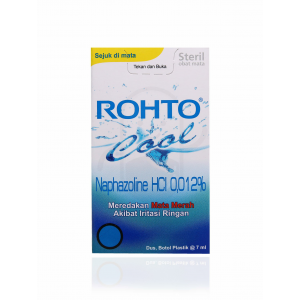 Sejuk di mata
Steril
obat mata
Tekan dan Buka
ROHTO®
Cool
Naphazoline HCl 0,012%
Meredakan Mata Merah
Akibat Iritasi Ringan
Dus, Botol Plastik @ 7 ml